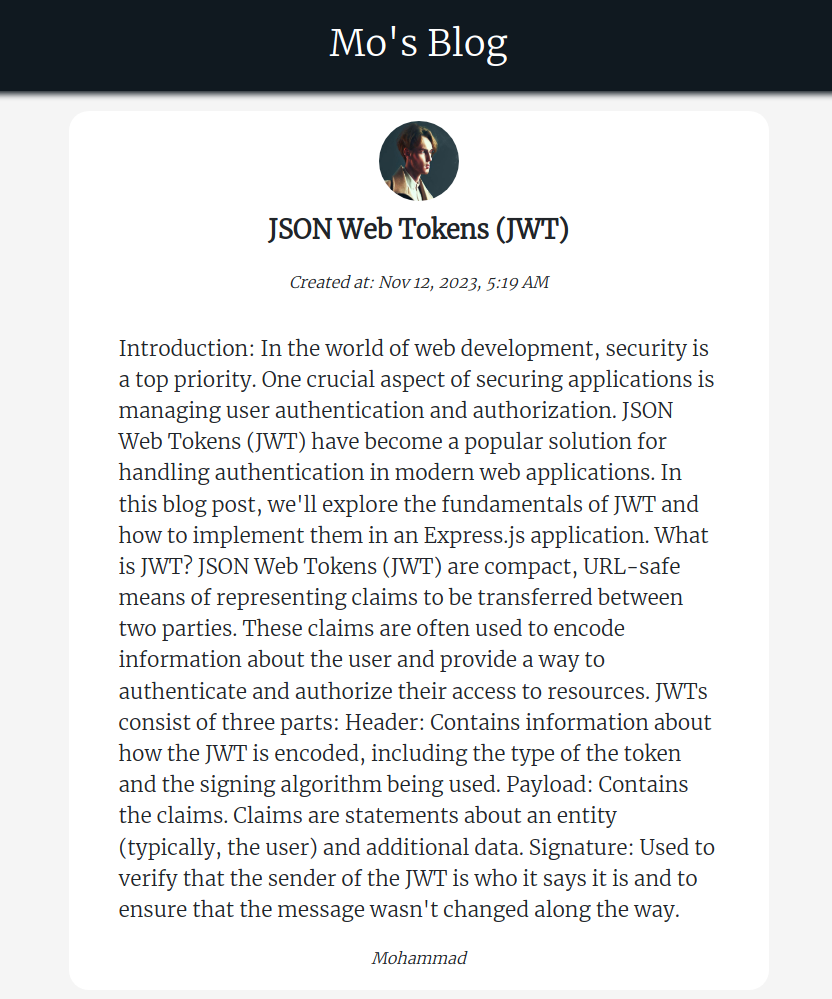 Mo's Blog
JSON Web Tokens (JWT)
Created at: Nov 12, 2023, 5:19 AM
Introduction: In the world of web development, security is
a top priority. One crucial aspect of securing applications is
managing user authentication and authorization. JSON
Web Tokens (JWT) have become a popular solution for
handling authentication in modern web applications. In
this blog post, we'll explore the fundamentals of JWT and
how to implement them in an Express.js application. What
is JWT? JSON Web Tokens (JWT) are compact, URL-safe
means of representing claims to be transferred between
two parties. These claims are often used to encode
information about the user and provide a way to
authenticate and authorize their access to resources. JWTs
consist of three parts: Header: Contains information about
how the JWT is encoded, including the type of the token
and the signing algorithm being used. Payload: Contains
the claims. Claims are statements about an entity
(typically, the user) and additional data. Signature: Used to
verify that the sender of the JWT is who it says it is and to
ensure that the message wasn't changed along the way.
Mohammad